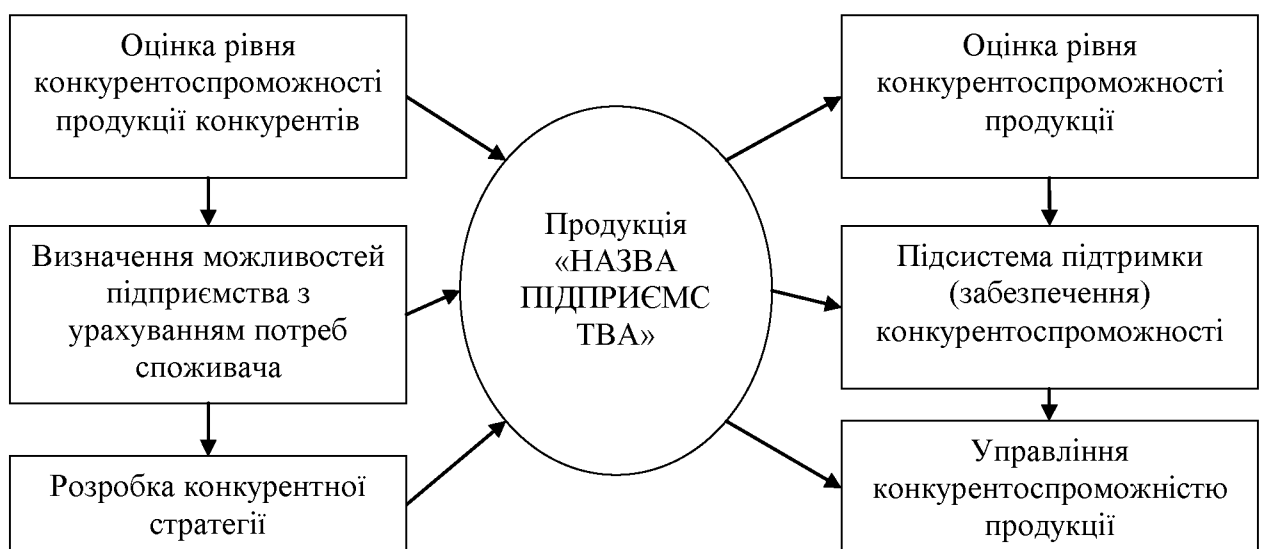 Оцінка рівня
конкурентоспроможності
продукції конкурентів
Визначення можливостей
підприємства з
урахуванням потреб
споживача
Розробка конкурентної
стратегії
Продукція
«НАЗВА
ПІДПРИЄМС
ТВА»
Оцінка рівня
конкурентоспроможності
продукції
Підсистема підтримки
(забезпечення)
конкурентоспроможності
Управління
конкурентоспроможністю
продукції